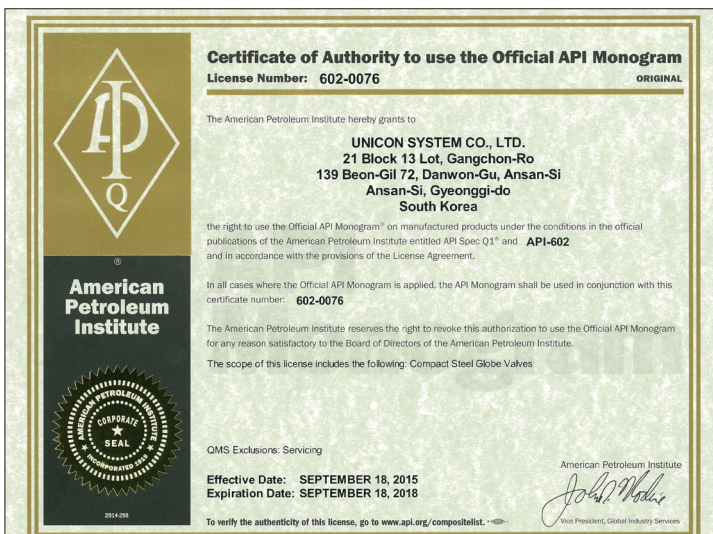 Certificate of Authority to use the Official API Monogram
License Number: 602-0076
ORIGINAL
The American Petroleum Institute hereby grants to
UNICON SYSTEM CO., LTD.
21 Block 13 Lot, Gangchon-Ro
139 Beon-Gil 72, Danwon-Gu, Ansan-Si
Ansan-Si, Gyeonggi-do
South Korea
the right to use the Official API Monogram® on manufactured products under the conditions in the official
publications of the American Petroleum Institute entitled API Spec Q1® and API-602
and in accordance with the provisions of the License Agreement.
In all cases where the Official API Monogram is applied, the API Monogram shall be used in conjunction with this
certificate number: 602-0076
The American Petroleum Institute reserves the right to revoke this authorization to use the Official API Monogram
for any reason satisfactory to the Board of Directors of the American Petroleum Institute.
The scope of this license includes the following: Compact Steel Globe Valves
QMS Exclusions: Servicing
Effective Date: SEPTEMBER 18, 2015
Expiration Date: SEPTEMBER 18, 2018
To verify the authenticity of this license, go to www.api.org/compositelist.
American Petroleum Institute
Vice President, Global Industry Services
API
Q
®
American
Petroleum
Institute
AMERICAN PETROLEUM INSTITUTE
CORPORATE
SEAL
INCORPORATED 1919
2014-298